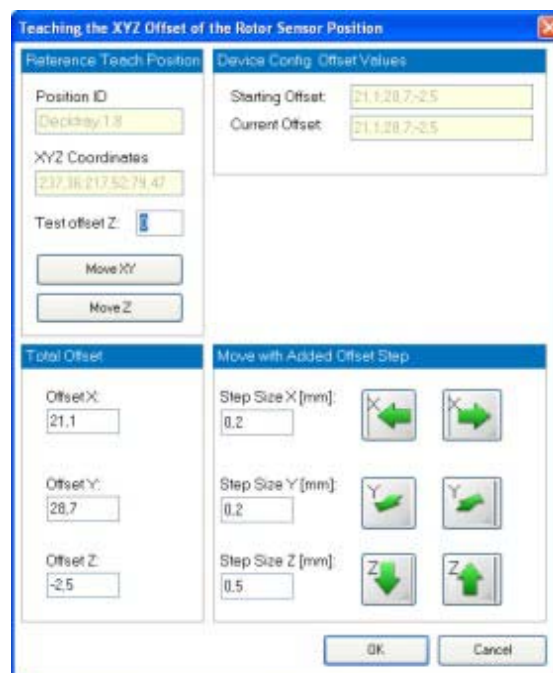 Teaching the XYZ Offset of the Rotor Sensor Position
Reference Teach Position
Position ID
Decktray:1:8
XYZ Coordinates
237,36;217,52;79,47
Test offset Z: 0
Move XY
Move Z
Device Config. Offset Values
Starting Offset: 21,1;28,7;-2,5
Current Offset: 21,1;28,7;-2,5
Total Offset
Offset X:
21,1
Offset Y:
28,7
Offset Z:
-2,5
Move with Added Offset Step
Step Size X [mm]:
0,2
X
X
Step Size Y [mm]:
0,2
Y
Y
Step Size Z [mm]:
0,5
Z
Z
OK
Cancel